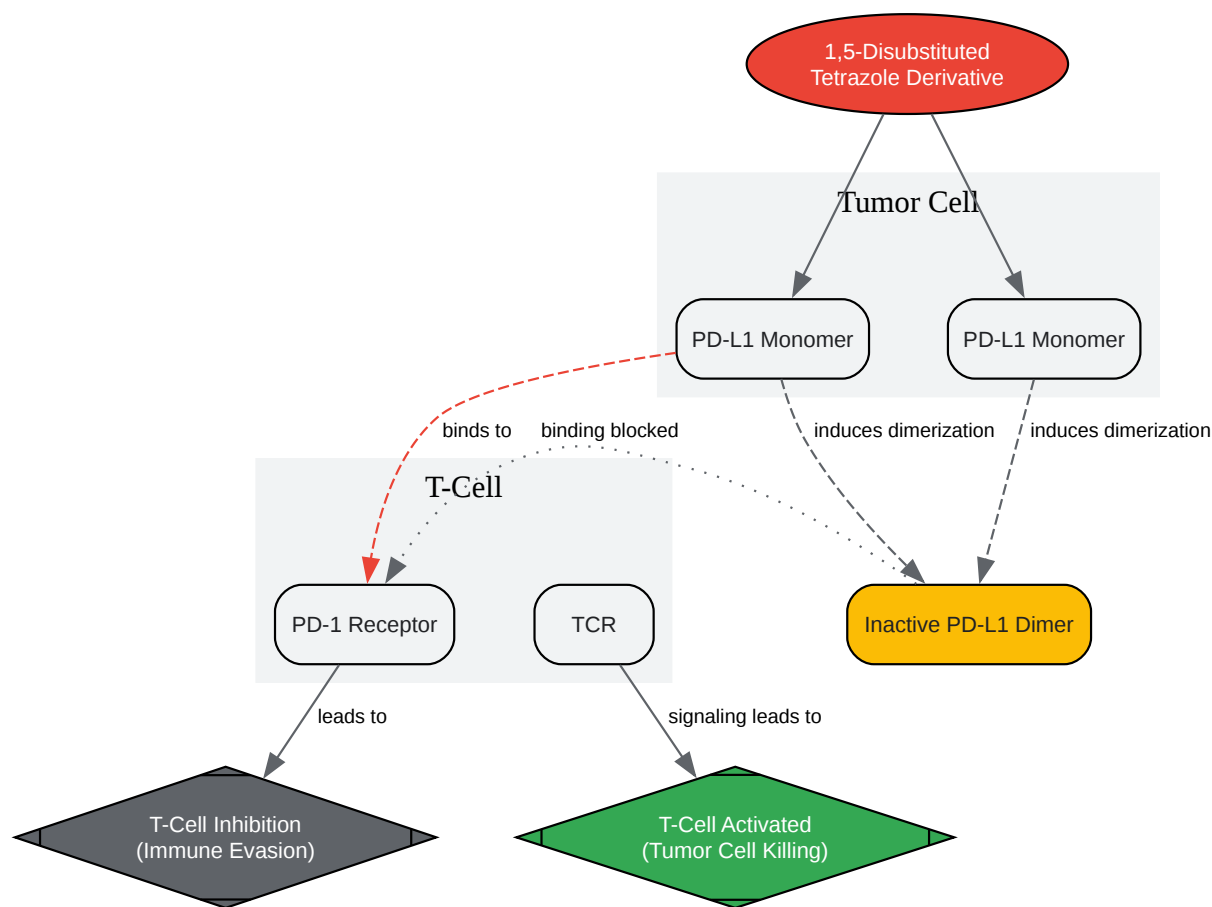 1,5-Disubstituted
Tetrazole Derivative
Tumor Cell
PD-L1 Monomer
PD-L1 Monomer
binds to
binding blocked
induces dimerization
induces dimerization
T-Cell
PD-1 Receptor
TCR
Inactive PD-L1 Dimer
leads to
signaling leads to
T-Cell Inhibition
(Immune Evasion)
T-Cell Activated
(Tumor Cell Killing)